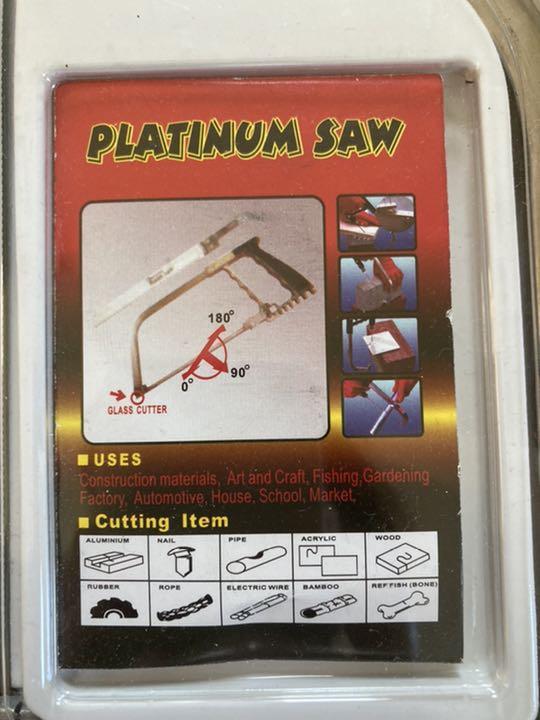 PLATINUM SAW
180°
90°
0°
GLASS CUTTER
USES
Construction materials, Art and Craft, Fishing,Gardening
Factory, Automotive, House, School, Market,
Cutting Item
ALUMINIUM NAIL PIPE ACRYLIC WOOD
RUBBER ROPE ELECTRIC WIRE BAMBOO REF/FISH (BONE)